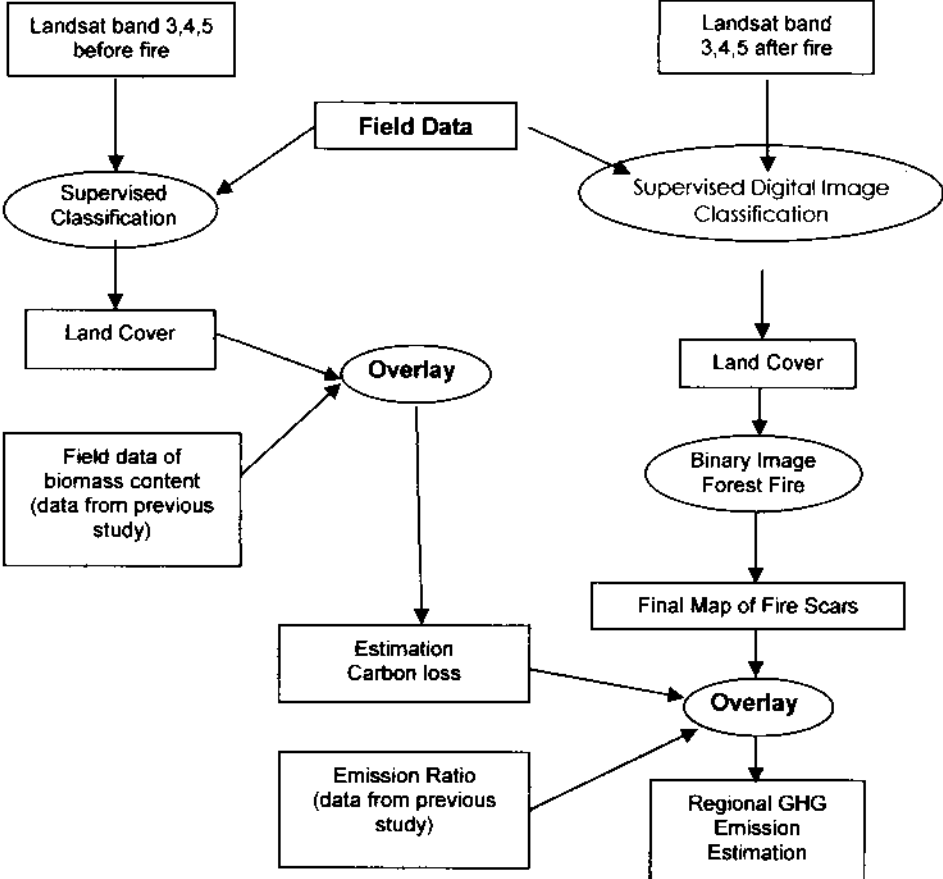 Landsat band 3,4,5
before fire
Landsat band
3,4,5 after fire
Field Data
Supervised
Classification
Supervised Digital Image
Classification
Land Cover
Overlay
Land Cover
Field data of
biomass content
(data from previous
study)
Binary Image
Forest Fire
Final Map of Fire Scars
Estimation
Carbon loss
Overlay
Emission Ratio
(data from previous
study)
Regional GHG
Emission
Estimation